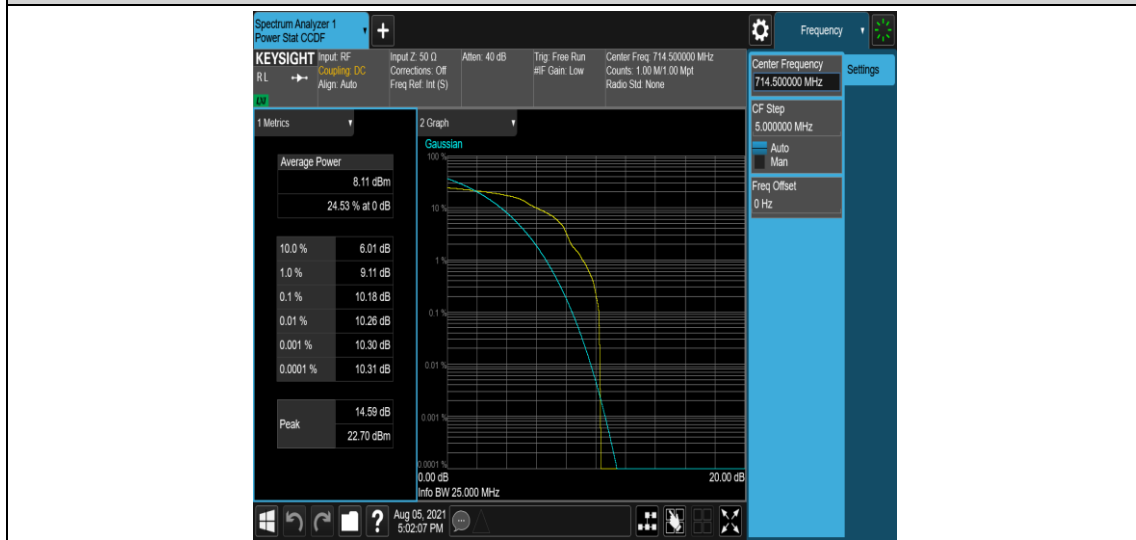 Spectrum Analyzer 1
Power Stat CCDF
+
Frequency
KEYSIGHT
RL
LXI
Input: RF
Coupling: DC
Align: Auto
Input Z: 50 Ω
Corrections: Off
Freq Ref: Int (S)
Atten: 40 dB
Trig: Free Run
#IF Gain: Low
Center Freq: 714.500000 MHz
Counts: 1.00 M/1.00 Mpt
Radio Std: None
Center Frequency
714.500000 MHz
Settings
CF Step
5.000000 MHz
Auto
Man
Freq Offset
0 Hz
1 Metrics
Average Power
8.11 dBm
24.53 % at 0 dB
10.0 % 6.01 dB
1.0 % 9.11 dB
0.1 % 10.18 dB
0.01 % 10.26 dB
0.001 % 10.30 dB
0.0001 % 10.31 dB
Peak
14.59 dB
22.70 dBm
2 Graph
Gaussian
100 %
10 %
1 %
0.1 %
0.01 %
0.001 %
0.0001 %
0.00 dB 20.00 dB
Info BW 25.000 MHz
?
Aug 05, 2021
5:02:07 PM